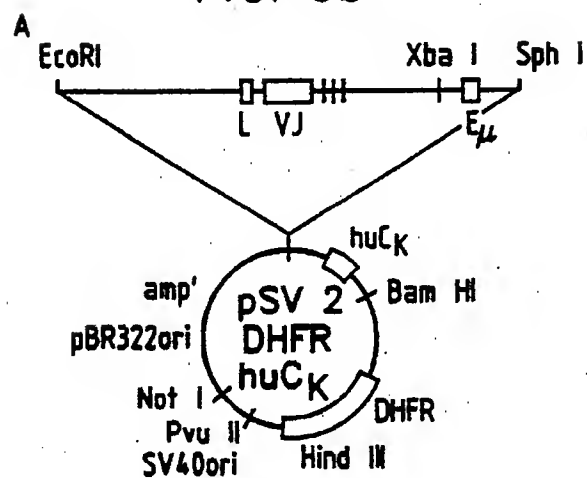 A
EcoRI
Xba I
Sph I
L
VJ
Eμ
huCK
amp'
pSV 2
Bam HI
pBR322ori
DHFR
huCK
Not I
DHFR
Pvu II
SV40ori
Hind III